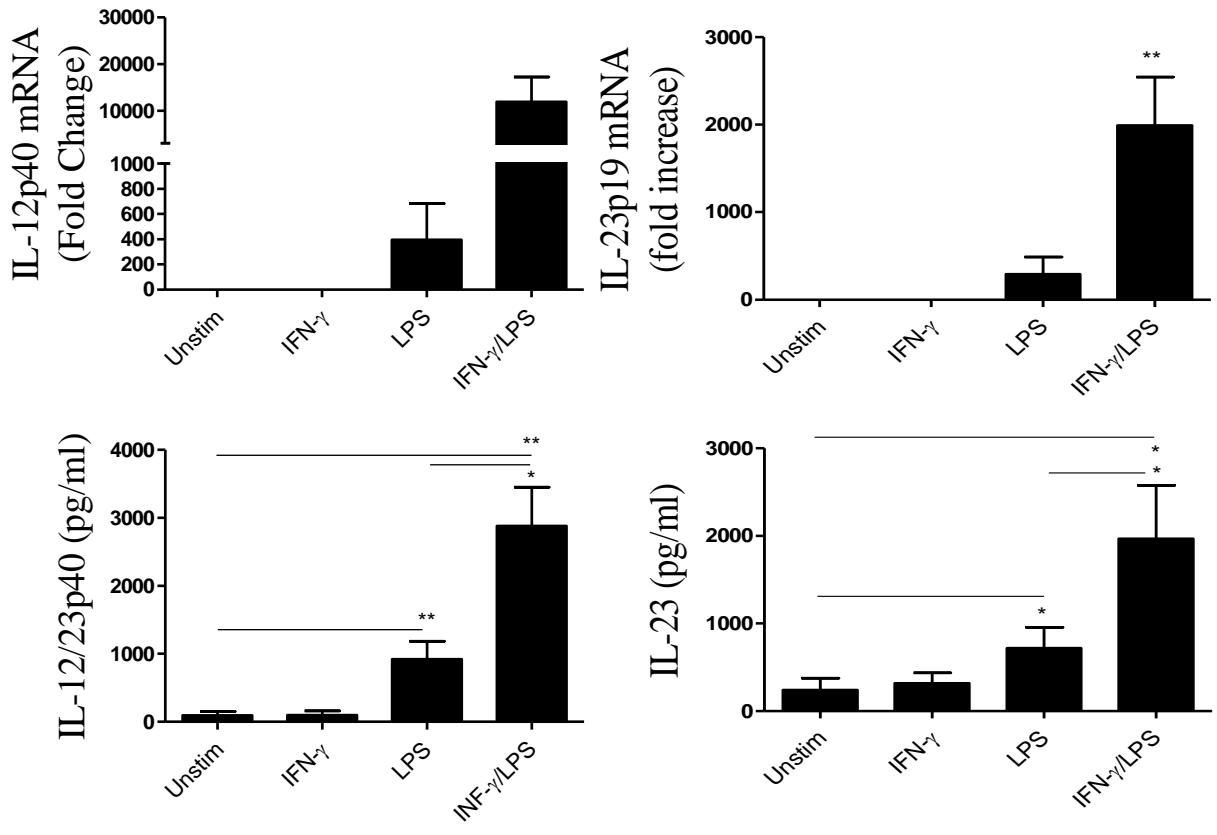 IL-12p40 mRNA
(Fold Change)
30000
20000
10000
1000
800
600
400
200
0
Unstim
IFN-γ
LPS
IFN-γ/LPS
IL-23p19 mRNA
(fold increase)
3000
2000
1000
0
**
Unstim
IFN-γ
LPS
IFN-γ/LPS
IL-12/23p40 (pg/ml)
4000
3000
2000
1000
0
**
*
**
Unstim
IFN-γ
LPS
INF-γ/LPS
IL-23 (pg/ml)
3000
2000
1000
0
*
*
*
Unstim
IFN-γ
LPS
IFN-γ/LPS